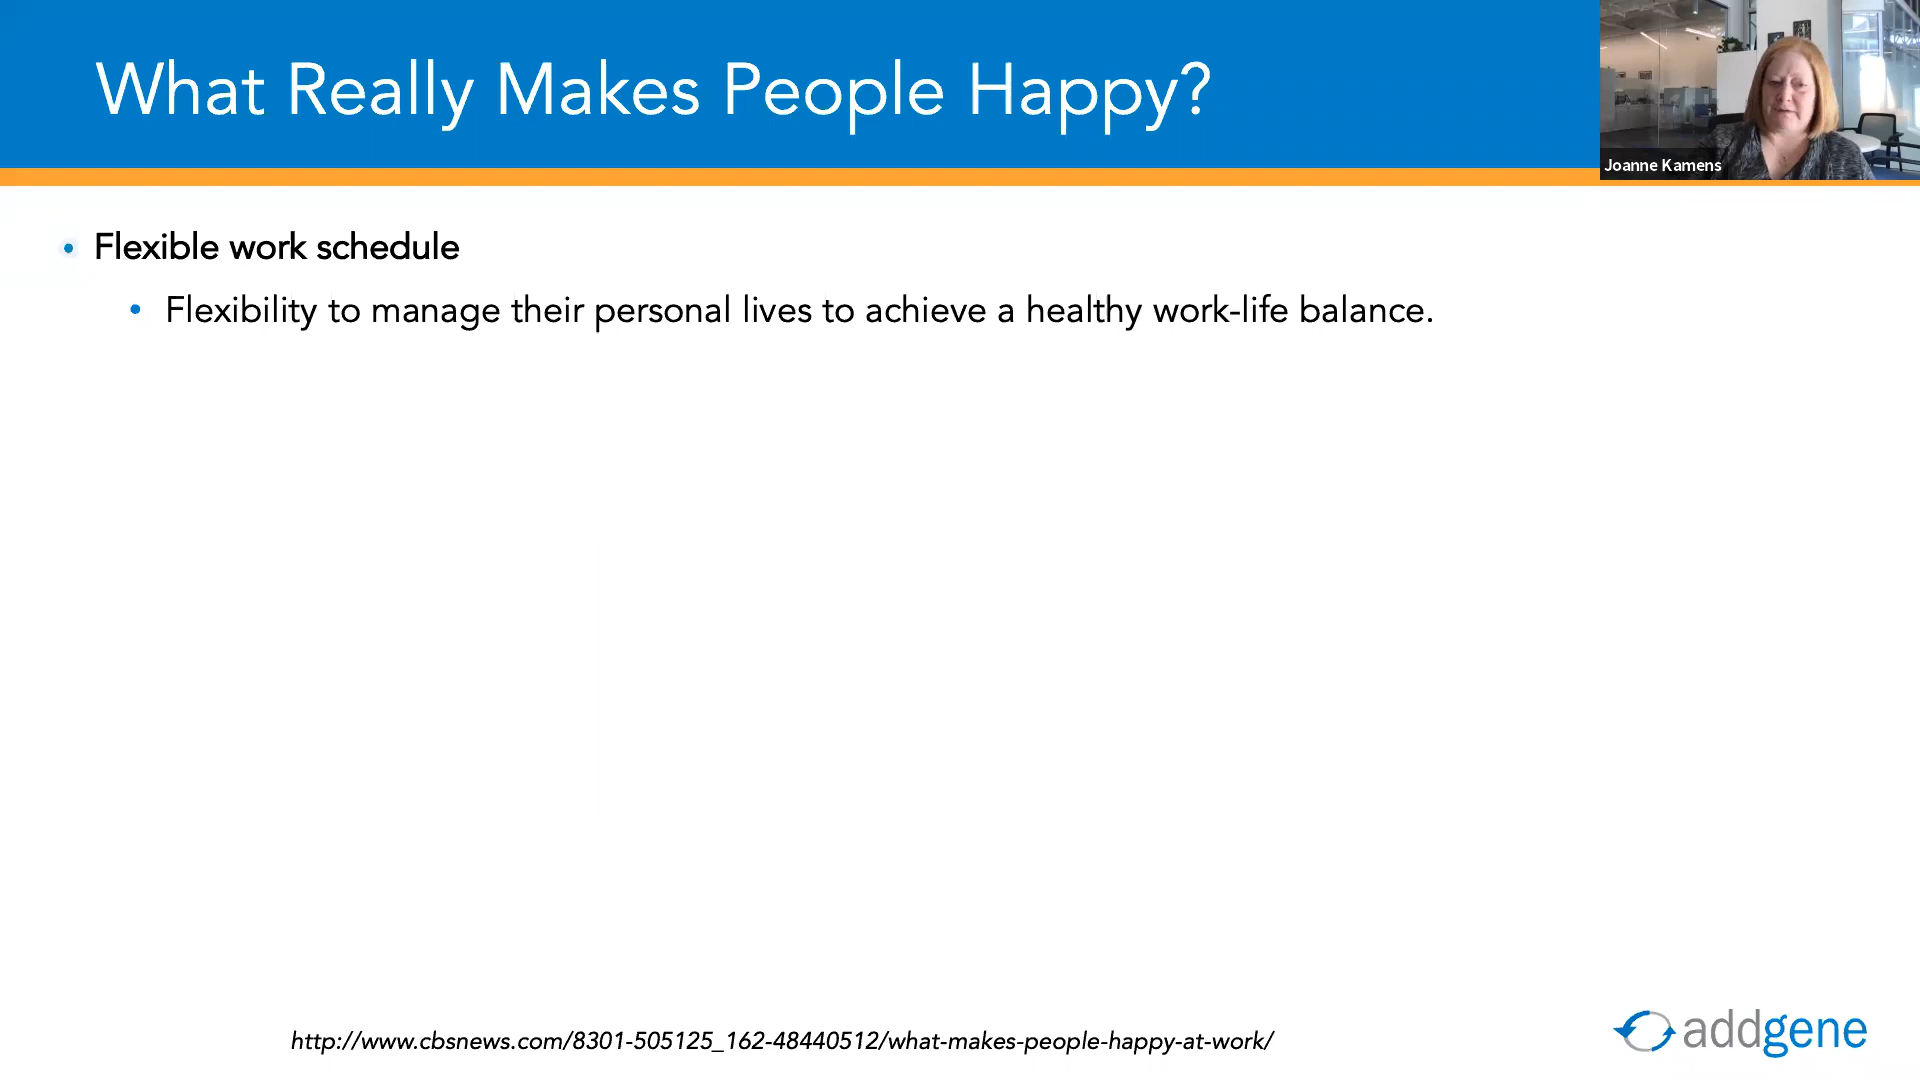 What Really Makes People Happy?
Joanne Kamens
• Flexible work schedule
• Flexibility to manage their personal lives to achieve a healthy work-life balance.
http://www.cbsnews.com/8301-505125_162-48440512/what-makes-people-happy-at-work/
addgene